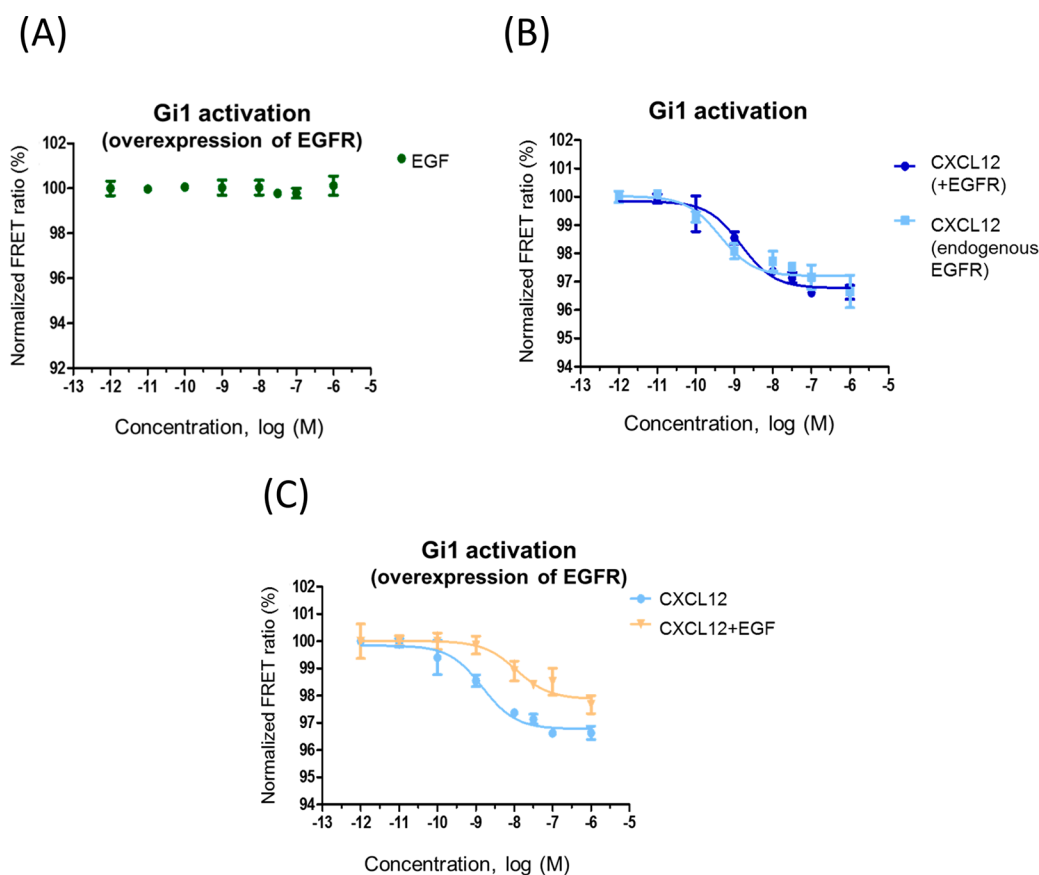 (A)
Gi1 activation
(overexpression of EGFR)
EGF
Normalized FRET ratio (%)
102
100
98
96
94
92
-13 -12 -11 -10 -9 -8 -7 -6 -5
Concentration, log (M)
(B)
Gi1 activation
CXCL12
(+EGFR)
CXCL12
(endogenous
EGFR)
Normalized FRET ratio (%)
102
101
100
99
98
97
96
95
94
-13 -12 -11 -10 -9 -8 -7 -6 -5
Concentration, log (M)
(C)
Gi1 activation
(overexpression of EGFR)
CXCL12
CXCL12+EGF
Normalized FRET ratio (%)
102
101
100
99
98
97
96
95
94
-13 -12 -11 -10 -9 -8 -7 -6 -5
Concentration, log (M)